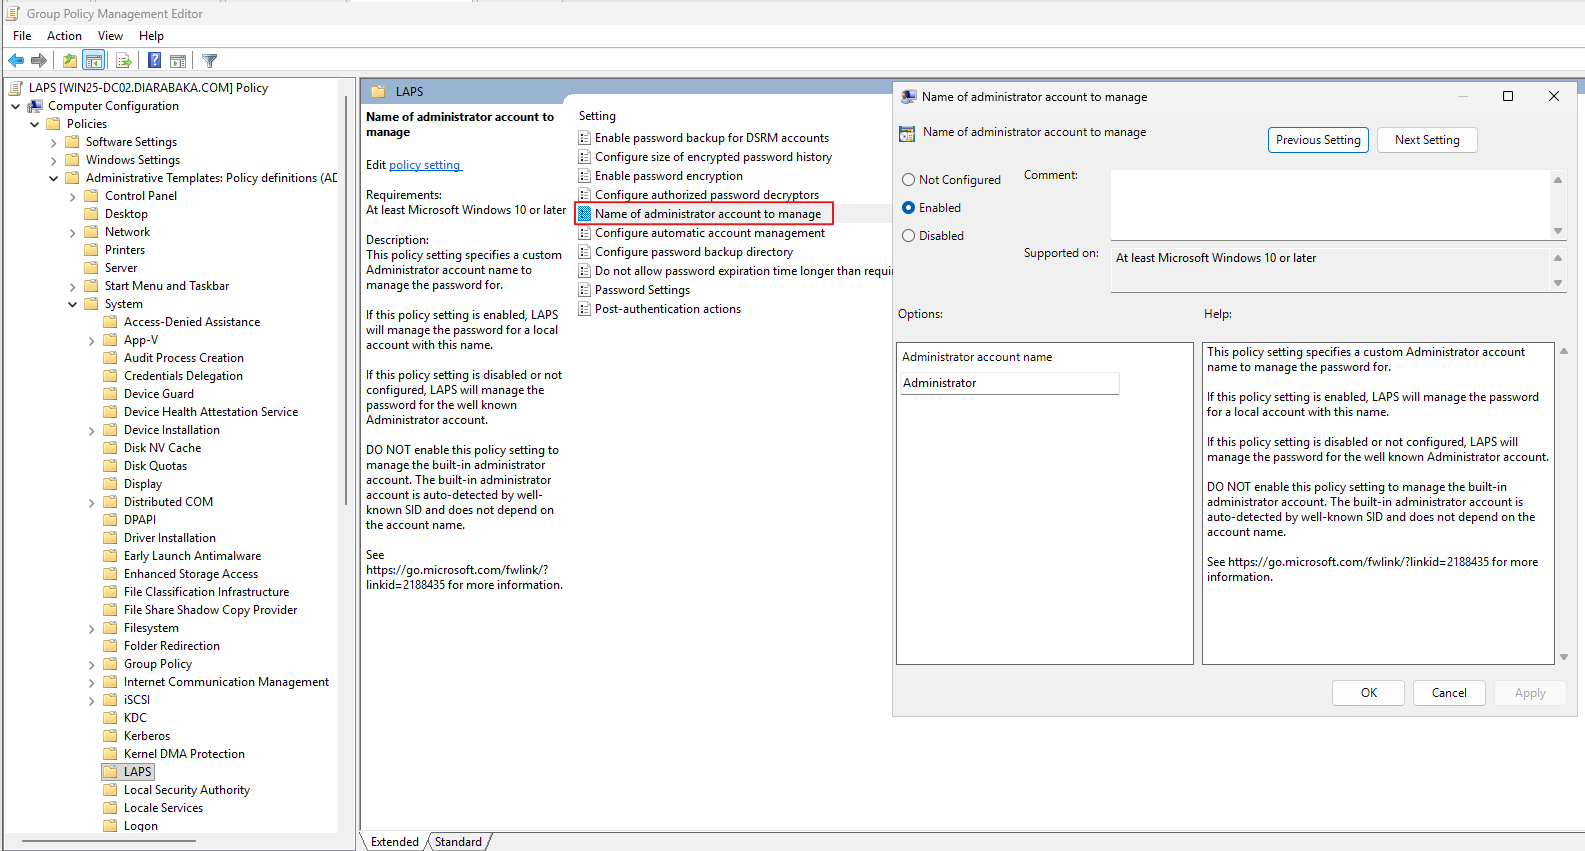 Group Policy Management Editor
File Action View Help
LAPS [WIN25-DC02.DIARABAKA.COM] Policy
Computer Configuration
Policies
Software Settings
Windows Settings
Administrative Templates: Policy definitions (AD
Control Panel
Desktop
Network
Printers
Server
Start Menu and Taskbar
System
Access-Denied Assistance
App-V
Audit Process Creation
Credentials Delegation
Device Guard
Device Health Attestation Service
Device Installation
Disk NV Cache
Disk Quotas
Display
Distributed COM
DPAPI
Driver Installation
Early Launch Antimalware
Enhanced Storage Access
File Classification Infrastructure
File Share Shadow Copy Provider
Filesystem
Folder Redirection
Group Policy
Internet Communication Management
iSCSI
KDC
Kerberos
Kernel DMA Protection
LAPS
Local Security Authority
Locale Services
Logon
LAPS
Name of administrator account to
manage
Edit policy setting
Requirements:
At least Microsoft Windows 10 or later
Description:
This policy setting specifies a custom
Administrator account name to
manage the password for.
If this policy setting is enabled, LAPS
will manage the password for a local
account with this name.
If this policy setting is disabled or not
configured, LAPS will manage the
password for the well known
Administrator account.
DO NOT enable this policy setting to
manage the built-in administrator
account. The built-in administrator
account is auto-detected by well-
known SID and does not depend on
the account name.
See
https://go.microsoft.com/fwlink/?
linkid=2188435 for more information.
Setting
Enable password backup for DSRM accounts
Configure size of encrypted password history
Enable password encryption
Configure authorized password decryptors
Name of administrator account to manage
Configure automatic account management
Configure password backup directory
Do not allow password expiration time longer than requi
Password Settings
Post-authentication actions
Extended Standard
Name of administrator account to manage
Name of administrator account to manage
Previous Setting Next Setting
Not Configured
Enabled
Disabled
Comment:
Supported on:
At least Microsoft Windows 10 or later
Options:
Help:
Administrator account name
Administrator
This policy setting specifies a custom Administrator account
name to manage the password for.
If this policy setting is enabled, LAPS will manage the password
for a local account with this name.
If this policy setting is disabled or not configured, LAPS will
manage the password for the well known Administrator account.
DO NOT enable this policy setting to manage the built-in
administrator account. The built-in administrator account is
auto-detected by well-known SID and does not depend on the
account name.
See https://go.microsoft.com/fwlink/?linkid=2188435 for more
information.
OK Cancel Apply